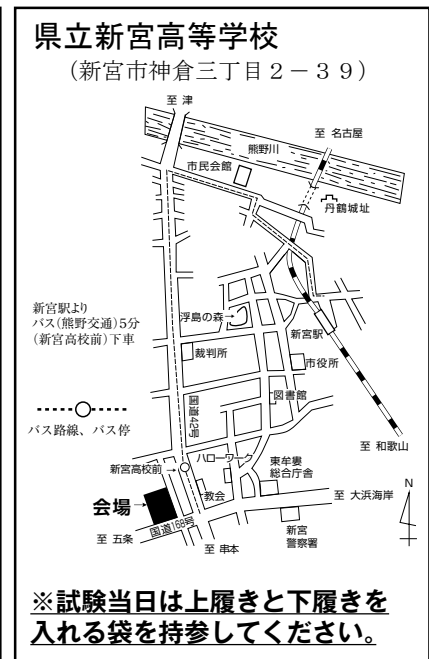 県立新宮高等学校
(新宮市神倉三丁目２－３９)
至 津
至 名古屋
熊野川
市民会館
丹鶴城址
新宮駅より
バス(熊野交通)5分
(新宮高校前)下車
浮島の森→
新宮駅
裁判所
市役所
図書館
国道42号
バス路線、バス停
至 和歌山
新宮高校前
ハローワーク
東牟婁
総合庁舎
教会
会場→
至 大浜海岸
N
国道168号
至 五条
至 串本
新宮
警察署
※試験当日は上履きと下履きを
入れる袋を持参してください。